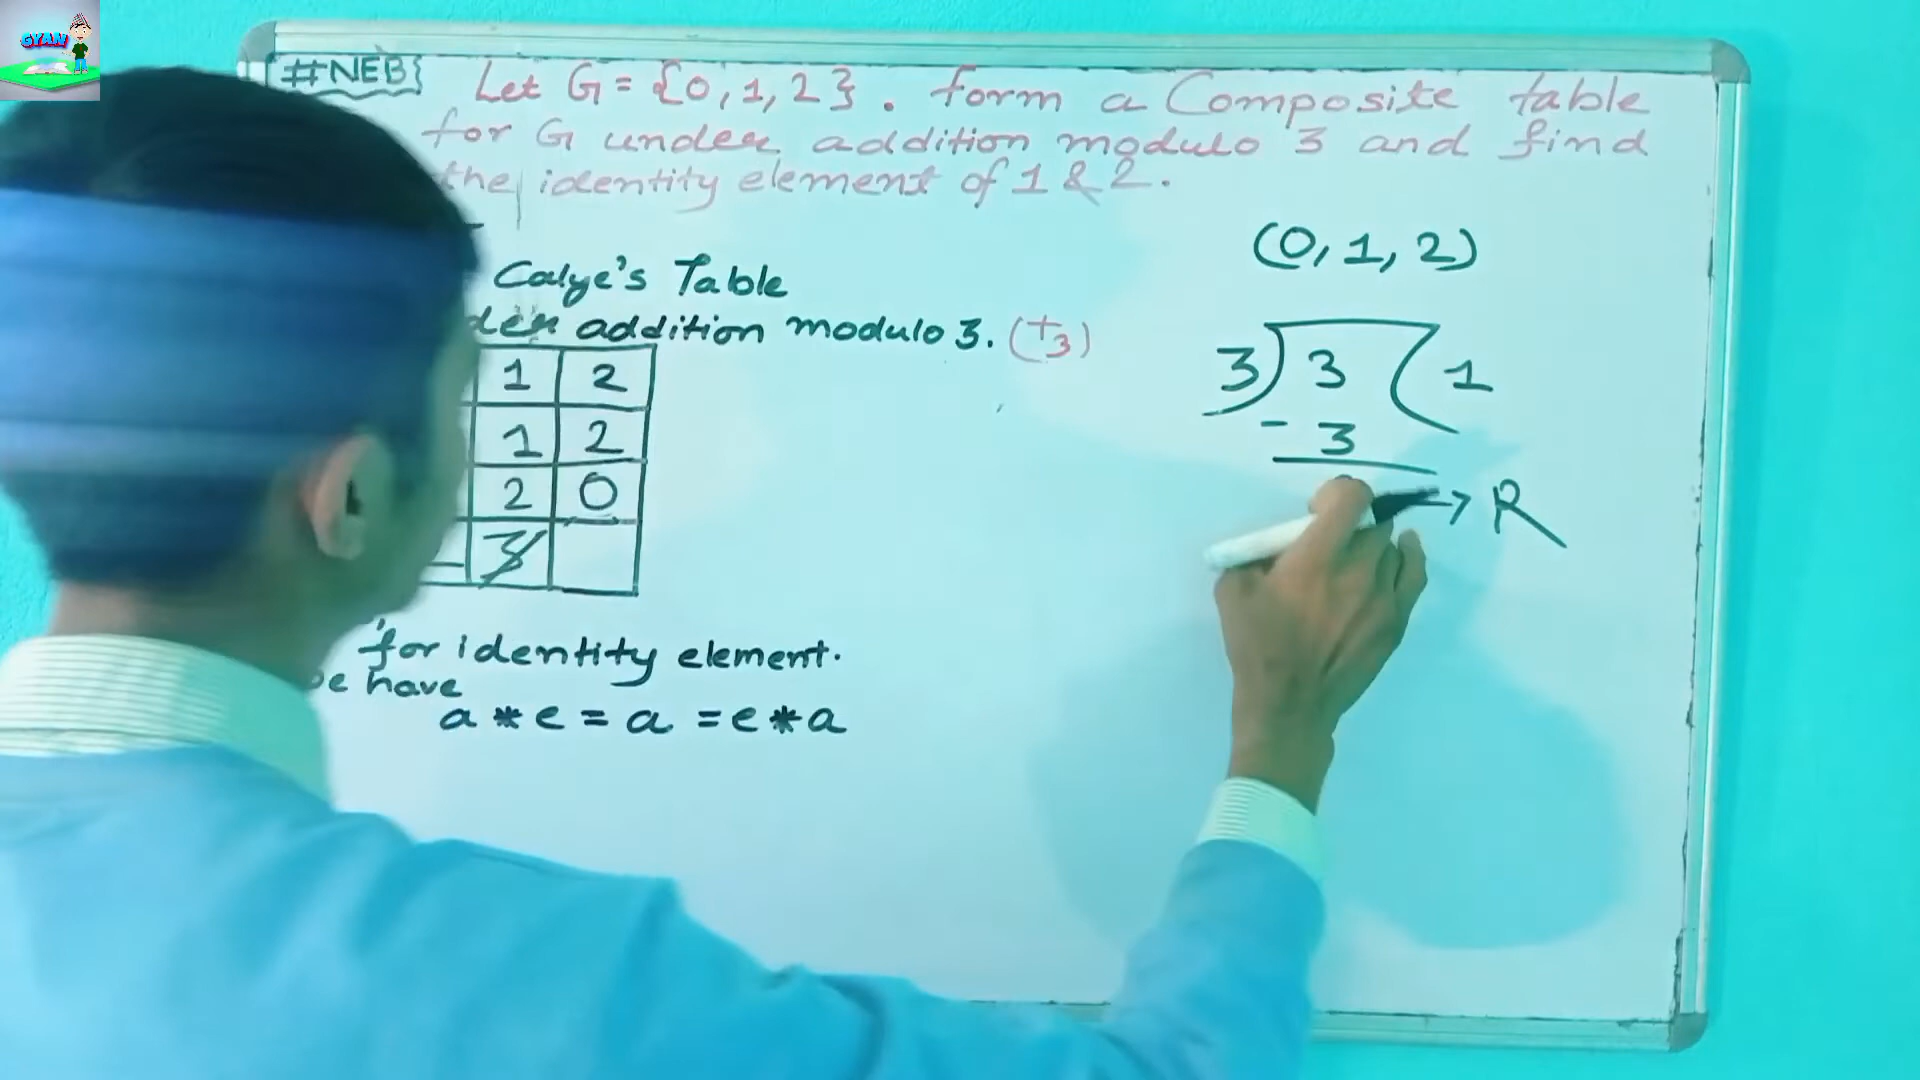 GYAN
#NEB Let G = {0, 1, 2}. form a Composite table
for G under addition modulo 3 and find
the identity element of 1 & 2.
Calye's Table
addition modulo 3. (+3)
1 2
1 2
2 0
3
for identity element.
have
a * e = a = e * a
(0, 1, 2)
3) 3 ( 1
- 3
→ R